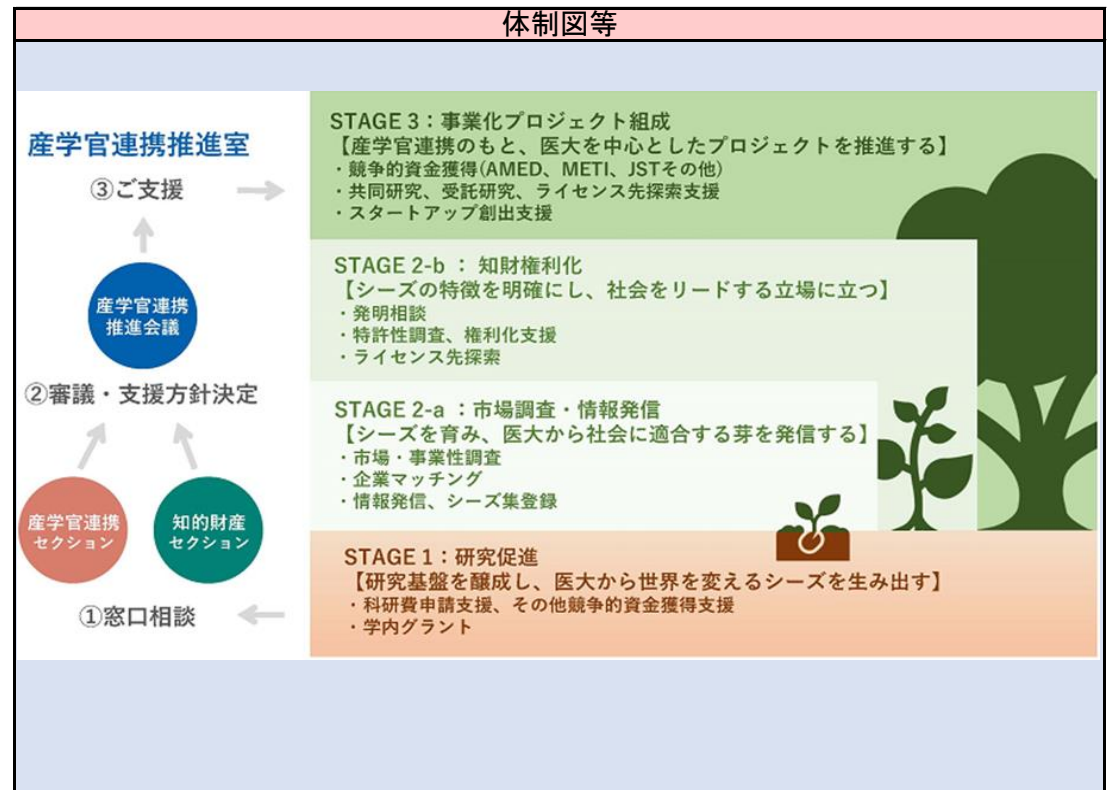 体制図等
産学官連携推進室
③ご支援
産学官連携
推進会議
②審議・支援方針決定
産学官連携
セクション
知的財産
セクション
①窓口相談
STAGE 3：事業化プロジェクト組成
【産学官連携のもと、医大を中心としたプロジェクトを推進する】
・競争的資金獲得(AMED、METI、JSTその他)
・共同研究、受託研究、ライセンス先探索支援
・スタートアップ創出支援
STAGE 2-b ： 知財権利化
【シーズの特徴を明確にし、社会をリードする立場に立つ】
・発明相談
・特許性調査、権利化支援
・ライセンス先探索
STAGE 2-a ：市場調査・情報発信
【シーズを育み、医大から社会に適合する芽を発信する】
・市場・事業性調査
・企業マッチング
・情報発信、シーズ集登録
STAGE 1：研究促進
【研究基盤を醸成し、医大から世界を変えるシーズを生み出す】
・科研費申請支援、その他競争的資金獲得支援
・学内グラント